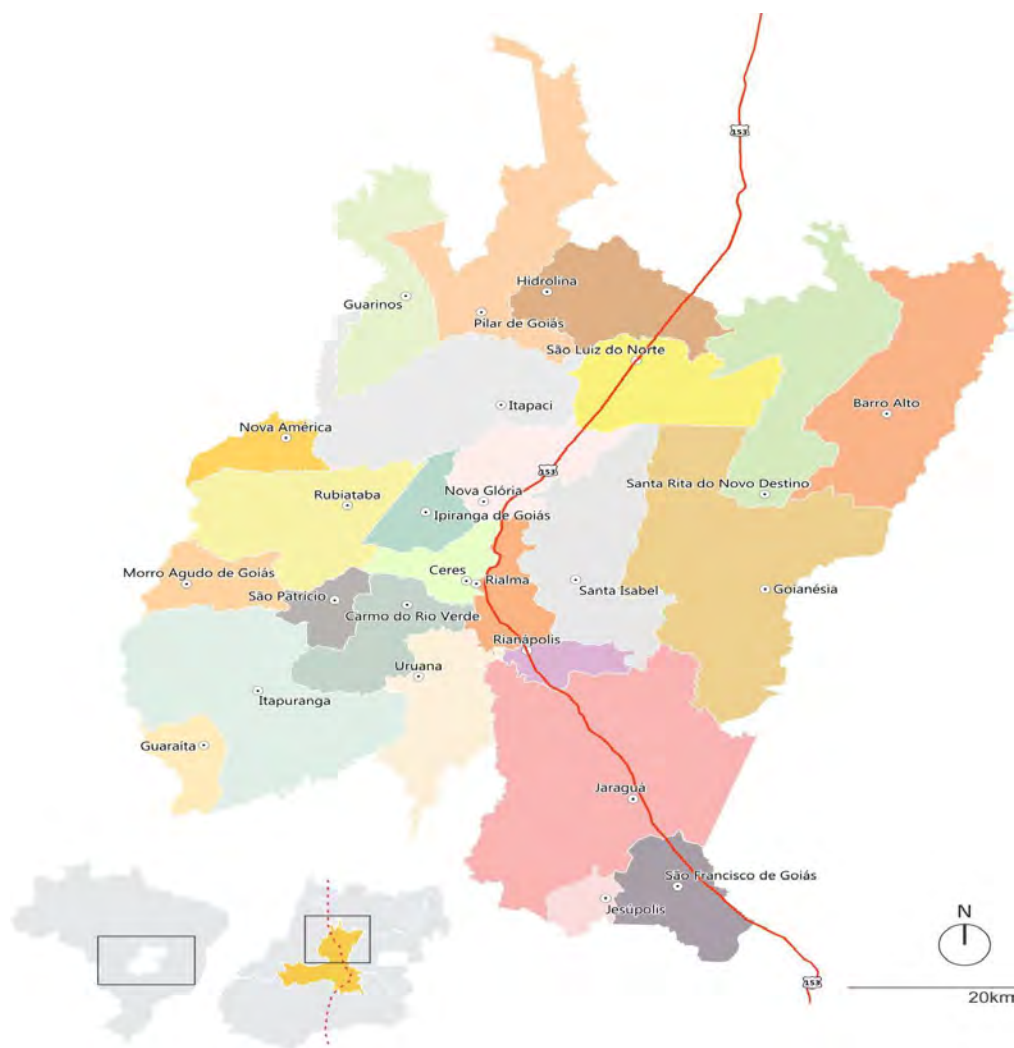 153
Hidrolina
Guarinos
Pilar de Goiás
São Luiz do Norte
Itapaci
Barro Alto
Nova América
153
Santa Rita do Novo Destino
Rubiataba
Nova Glória
Ipiranga de Goiás
Ceres
Rialma
Morro Agudo de Goiás
São Patrício
Santa Isabel
Goianésia
Carmo do Rio Verde
Rianápolis
Uruana
Itapuranga
Guaraíta
Jaraguá
São Francisco de Goiás
Jesúpolis
N
153
20km